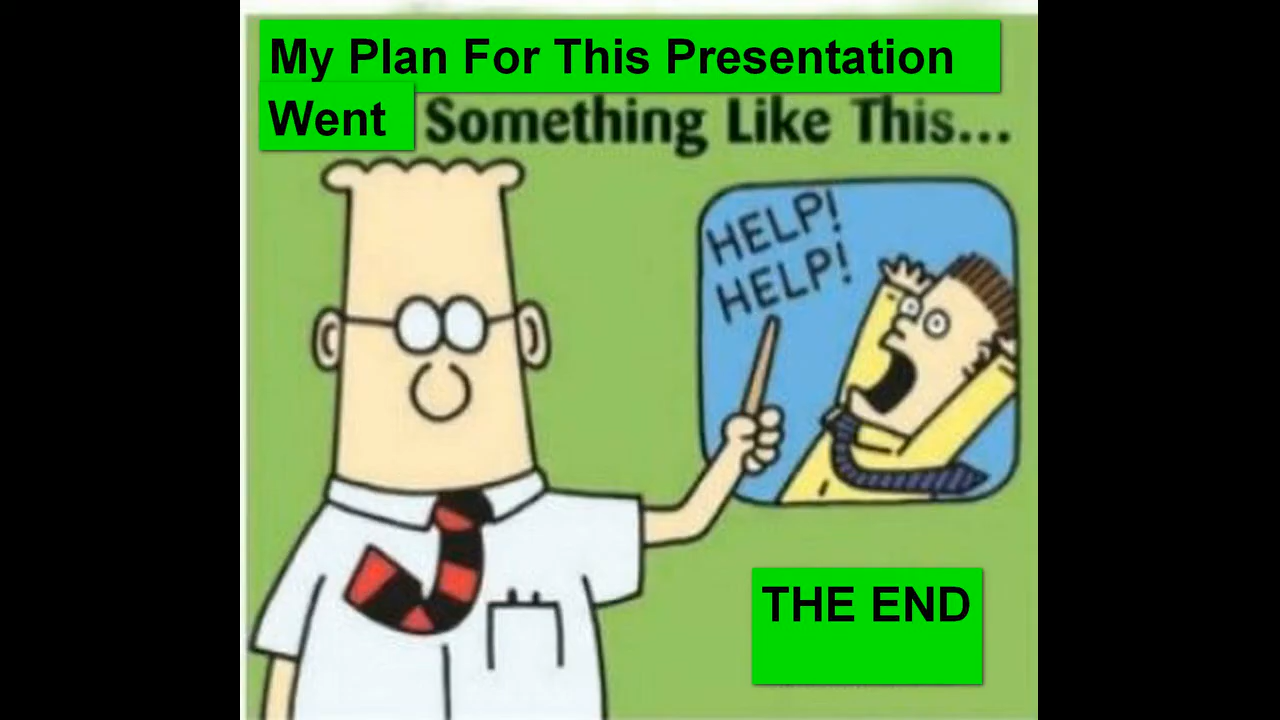 My Plan For This Presentation
Went Something Like This...
HELP!
HELP!
THE END